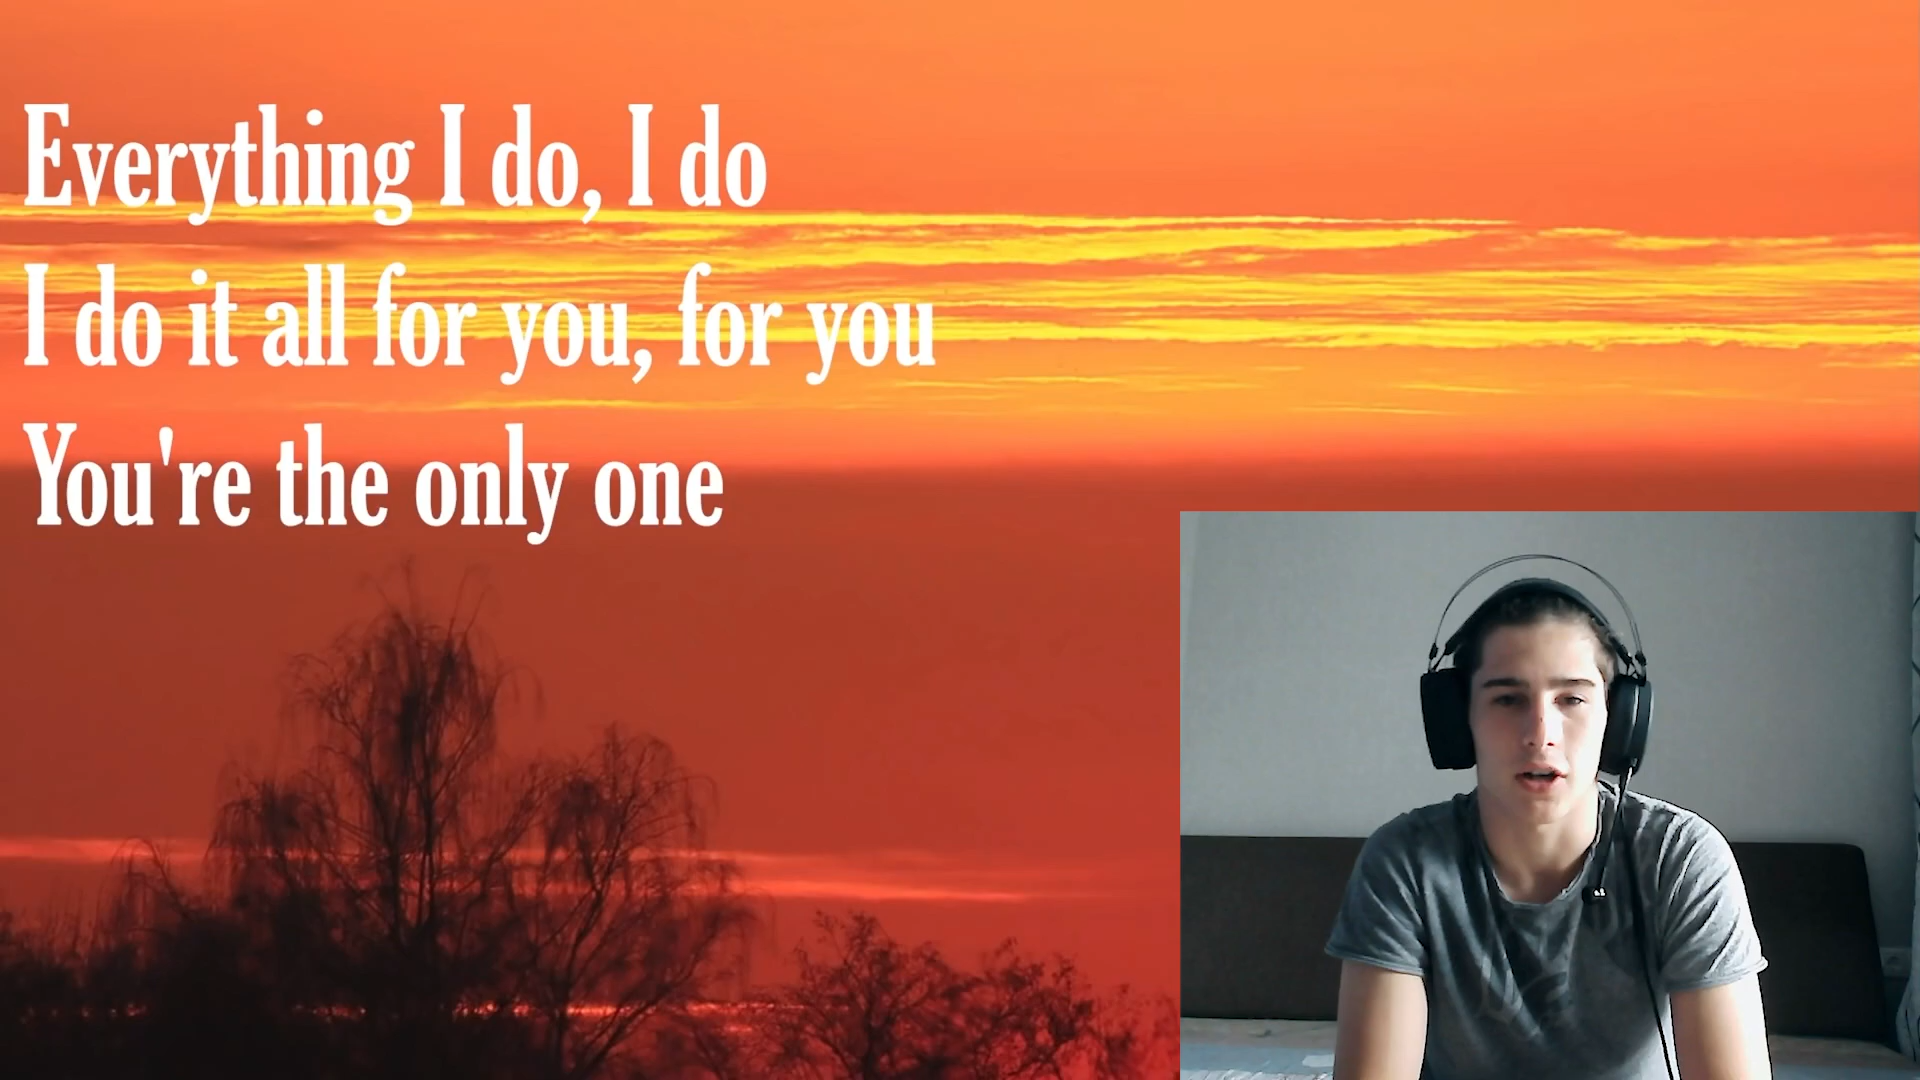 Everything I do, I do
I do it all for you, for you
You're the only one